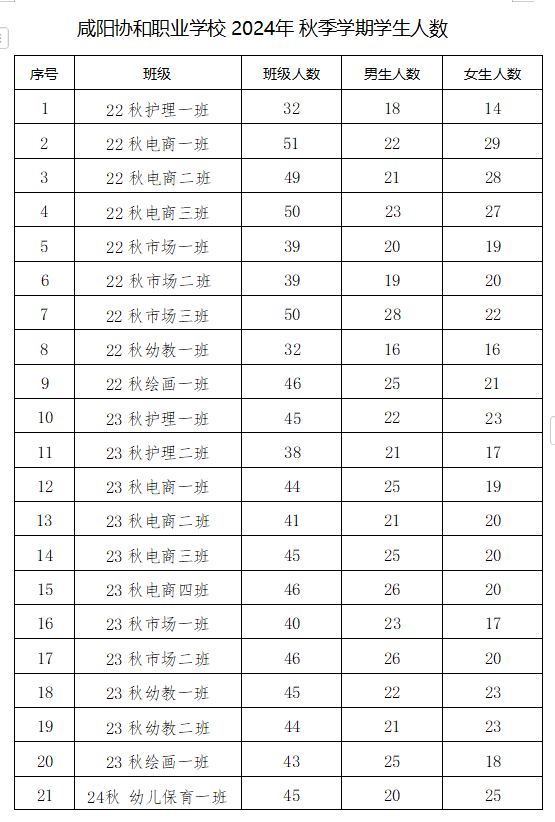 咸阳协和职业学校 2024年 秋季学期学生人数
序号 班级 班级人数 男生人数 女生人数
1 22 秋护理一班 32 18 14
2 22 秋电商一班 51 22 29
3 22 秋电商二班 49 21 28
4 22 秋电商三班 50 23 27
5 22 秋市场一班 39 20 19
6 22 秋市场二班 39 19 20
7 22 秋市场三班 50 28 22
8 22 秋幼教一班 32 16 16
9 22 秋绘画一班 46 25 21
10 23 秋护理一班 45 22 23
11 23 秋护理二班 38 21 17
12 23 秋电商一班 44 25 19
13 23 秋电商二班 41 21 20
14 23 秋电商三班 45 25 20
15 23 秋电商四班 46 26 20
16 23 秋市场一班 40 23 17
17 23 秋市场二班 46 26 20
18 23 秋幼教一班 45 22 23
19 23 秋幼教二班 44 21 23
20 23 秋绘画一班 43 25 18
21 24秋 幼儿保育一班 45 20 25